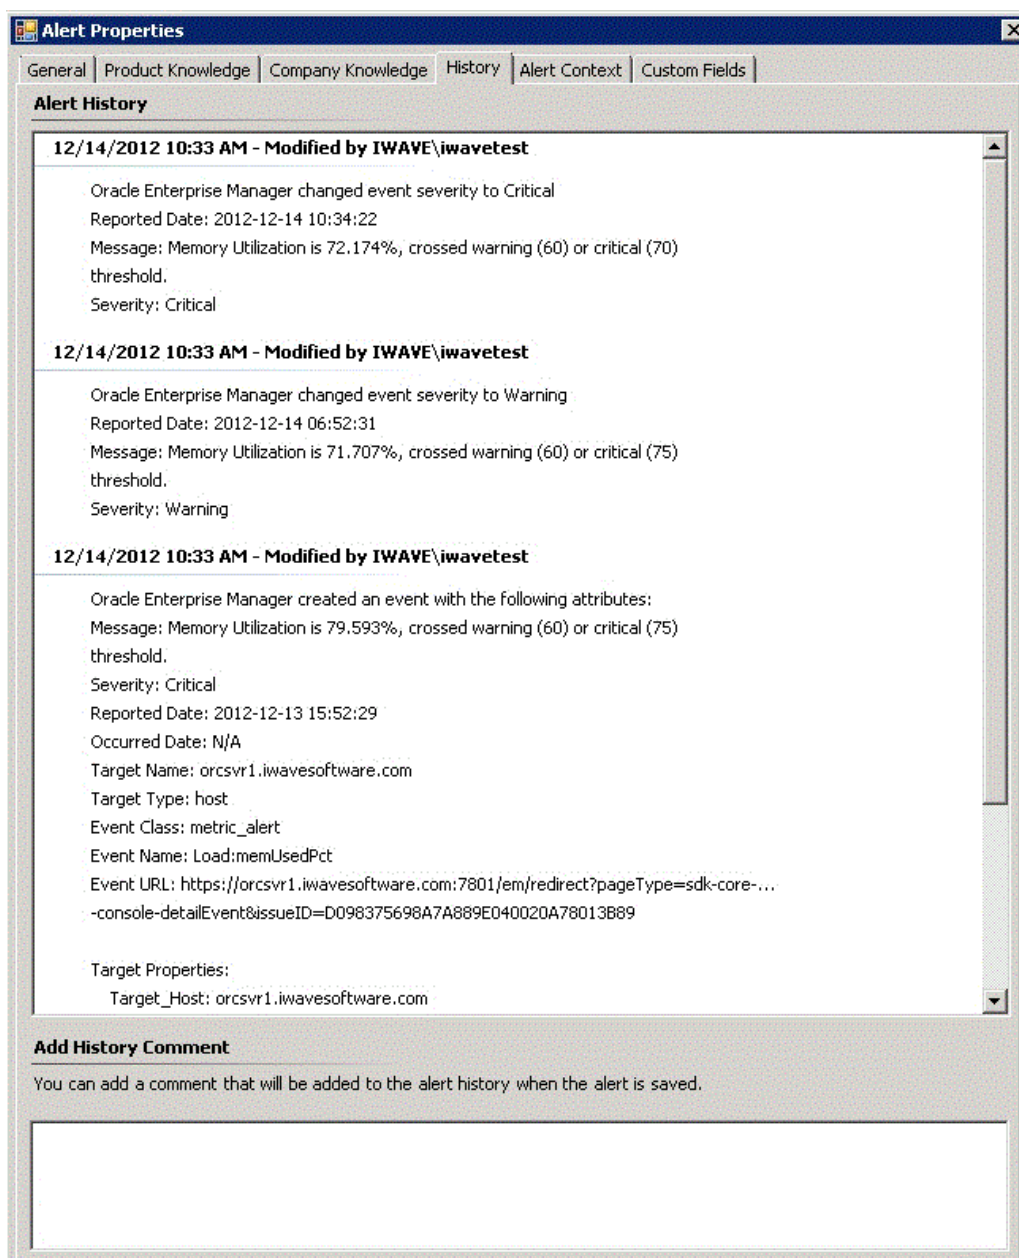 Alert Properties
General Product Knowledge Company Knowledge History Alert Context Custom Fields
Alert History
12/14/2012 10:33 AM - Modified by IWAVE\iwavetest
Oracle Enterprise Manager changed event severity to Critical
Reported Date: 2012-12-14 10:34:22
Message: Memory Utilization is 72.174%, crossed warning (60) or critical (70)
threshold.
Severity: Critical
12/14/2012 10:33 AM - Modified by IWAVE\iwavetest
Oracle Enterprise Manager changed event severity to Warning
Reported Date: 2012-12-14 06:52:31
Message: Memory Utilization is 71.707%, crossed warning (60) or critical (75)
threshold.
Severity: Warning
12/14/2012 10:33 AM - Modified by IWAVE\iwavetest
Oracle Enterprise Manager created an event with the following attributes:
Message: Memory Utilization is 79.593%, crossed warning (60) or critical (75)
threshold.
Severity: Critical
Reported Date: 2012-12-13 15:52:29
Occurred Date: N/A
Target Name: orcsvr1.iwavesoftware.com
Target Type: host
Event Class: metric_alert
Event Name: Load:memUsedPct
Event URL: https://orcsvr1.iwavesoftware.com:7801/em/redirect?pageType=sdk-core-...
-console-detailEvent&issueID=D098375698A7A889E040020A78013B89
Target Properties:
Target_Host: orcsvr1.iwavesoftware.com
Add History Comment
You can add a comment that will be added to the alert history when the alert is saved.